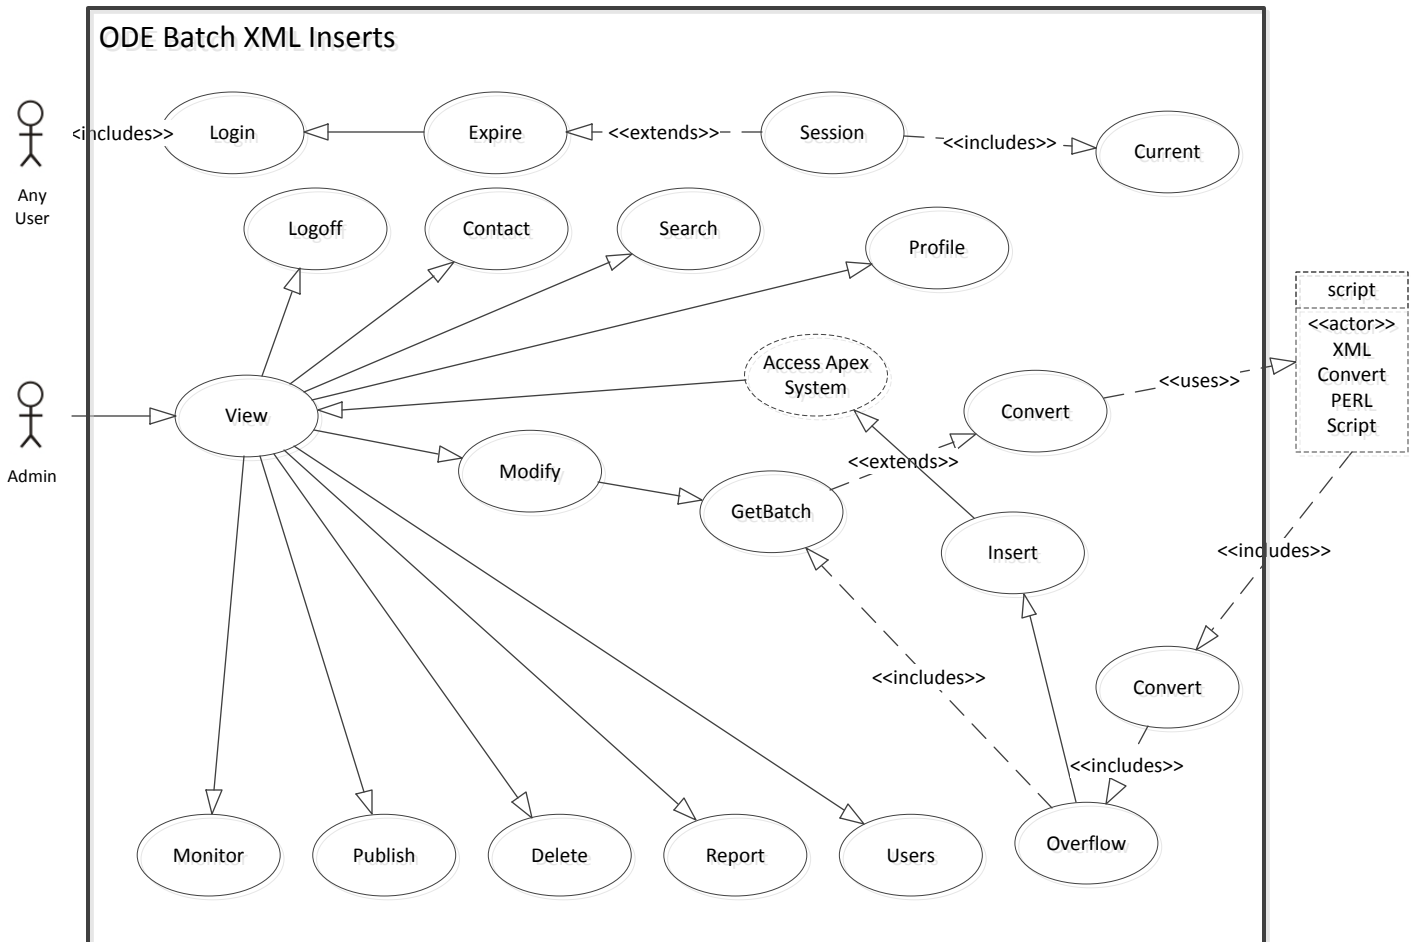 ODE Batch XML Inserts
<<includes>>
Login
Expire
<<extends>>
Session
<<includes>>
Current
Any
User
Logoff
Contact
Search
Profile
script
<<actor>>
XML
Convert
PERL
Script
Access Apex
System
<<uses>>
View
Convert
Admin
Modify
<<extends>>
GetBatch
Insert
<<includes>>
<<includes>>
Convert
<<includes>>
Monitor
Publish
Delete
Report
Users
Overflow